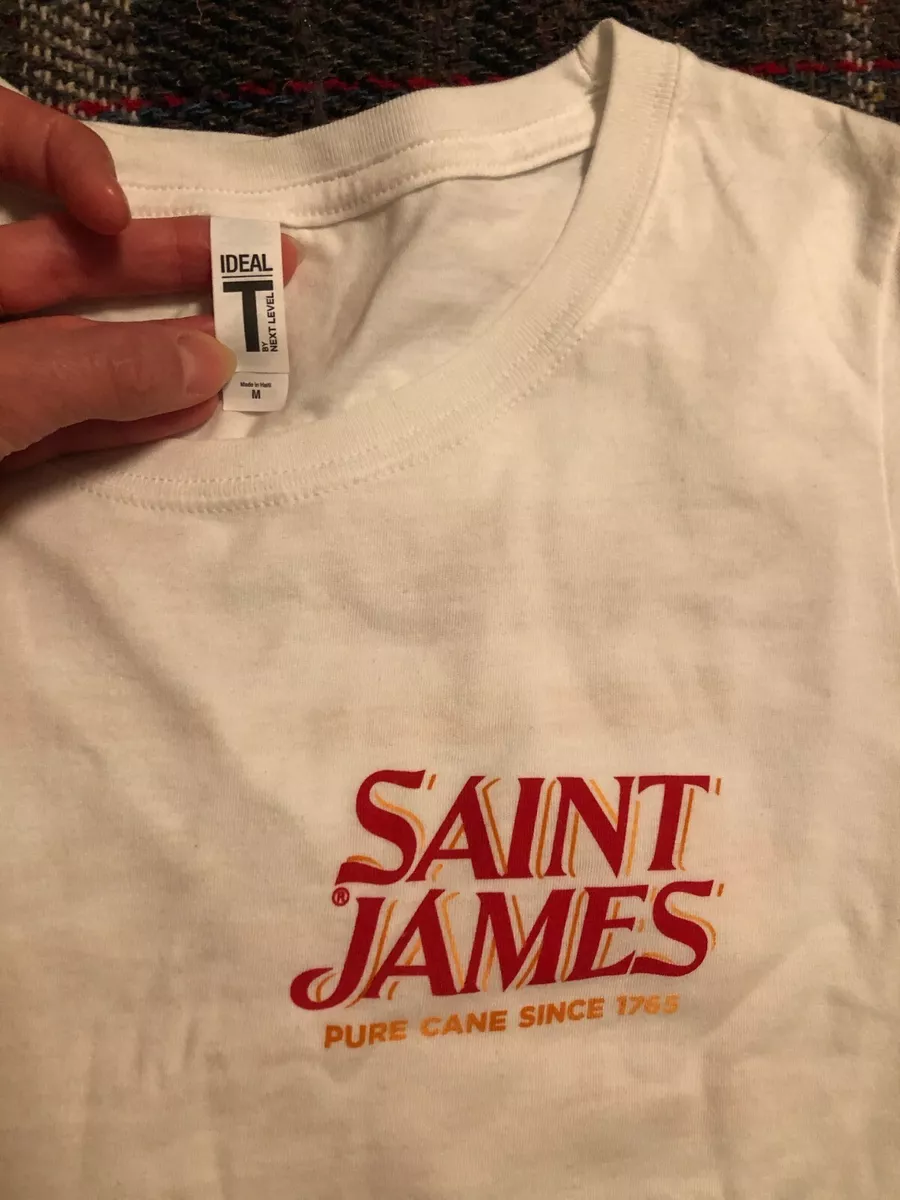 IDEAL
T
BY
NEXT LEVEL
Made in Haiti
M
SAINT
® JAMES
PURE CANE SINCE 1765